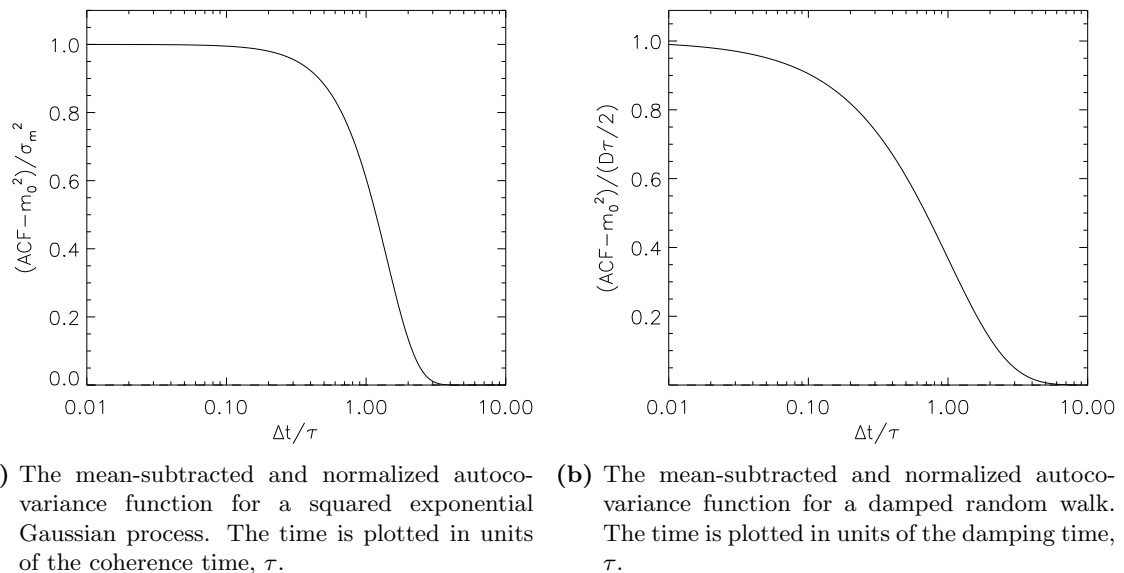 1.0
0.8
0.6
0.4
0.2
0.0
(ACF−m₀²)/σₘ²
0.01 0.10 1.00 10.00
Δt/τ
1.0
0.8
0.6
0.4
0.2
(ACF−m₀²)/(Dτ/2)
0.01 0.10 1.00 10.00
Δt/τ
) The mean-subtracted and normalized autoco-
variance function for a squared exponential
Gaussian process. The time is plotted in units
of the coherence time, τ.
(b) The mean-subtracted and normalized autoco-
variance function for a damped random walk.
The time is plotted in units of the damping time,
τ.